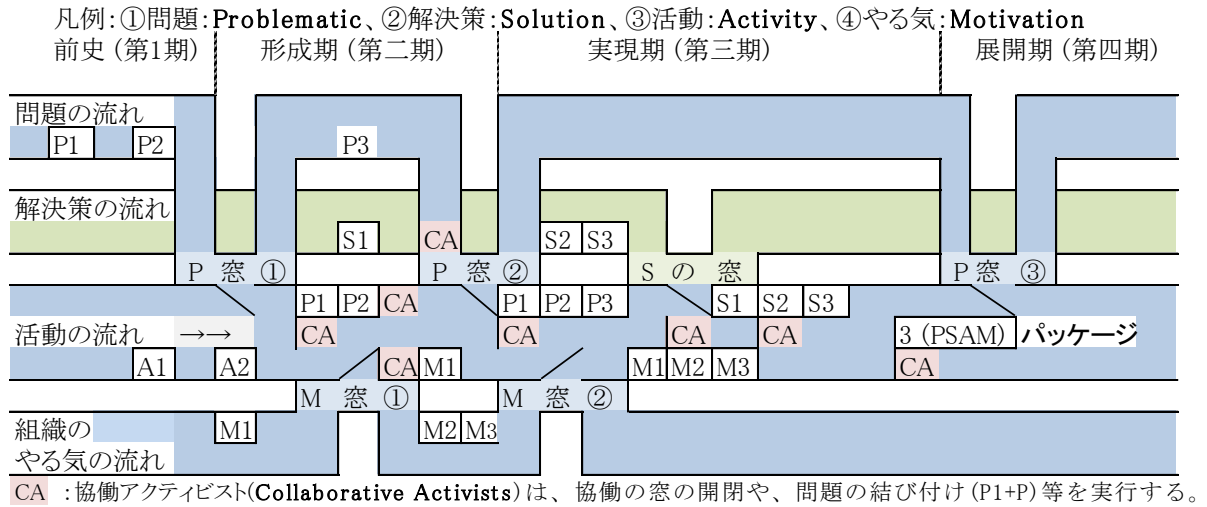 凡例:①問題:Problematic、②解決策:Solution、③活動:Activity、④やる気:Motivation
前史(第1期) 形成期(第二期) 実現期(第三期) 展開期(第四期)
問題の流れ
P1 P2 P3
解決策の流れ
S1 CA S2 S3
P 窓 ① P 窓 ② S の 窓 P 窓 ③
P1 P2 CA P1 P2 P3 S1 S2 S3
活動の流れ →→ CA CA CA CA 3(PSAM) パッケージ
A1 A2 CA M1 M1 M2 M3 CA
M 窓 ① M 窓 ②
組織の M1 M2 M3
やる気の流れ
CA :協働アクティビスト(Collaborative Activists)は、協働の窓の開閉や、問題の結び付け(P1+P)等を実行する。